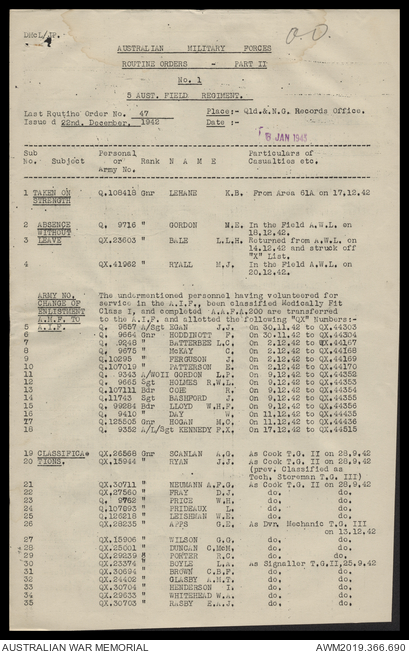 DMcL/JP.
AUSTRALIAN MILITARY FORCES
ROUTINE ORDERS - PART II
No. 1
5 AUST. FIELD REGIMENT.
Last Routine Order No. 47 Place:- Qld.&N.G. Records Office.
Issued 22nd. December, 1942 Date :-
JAN 1943
Sub Personal Particulars of
No. Subject or Rank N A M E Casualties etc.
Army No.
1 TAKEN ON Q.108418 Gnr LEHANE K.B. From Area 61A on 17.12.42
STRENGTH
2 ABSENCE Q. 9716 " GORDON N.E. In the Field A.W.L. on
WITHOUT 18.12.42.
3 LEAVE QX.23603 " BALE L.L.H. Returned from A.W.L. on
14.12.42 and struck off
"X" List.
4 QX.41962 " RYALL M.J. In the Field A.W.L. on
20.12.42.
ARMY NO. The undermentioned personnel having volunteered for
CHANGE OF service in the A.I.F., been classified Medically Fit
ENLISTMENT Class I, and completed A.A.F.A.200 are transferred
A.M.F. TO to the A.I.F. and allotted the following "QX" Numbers:-
5 A.I.F. Q. 9657 A/Sgt EGAN J.J. On 30.11.42 to QX.44303
6 Q. 9664 Gnr HODDINOTT F. On 30.11.42 to QX.44304
7 Q. 9248 " BATTERBEE L.C. On 2.12.42 to QX.44167
8 Q. 9675 " McKAY C. On 9.12.42 to QX.44168
9 Q.10295 " FERGUSON J. On 2.12.42 to QX.44169
10 Q.107019 " PATTERSON E. On 2.12.42 to QX.44170
11 Q. 9343 A/WOII GORDON L.F. On 9.12.42 to QX.44352
12 Q. 9665 Sgt HOLMES R.W.L. On 9.12.42 to QX.44353
13 Q.107111 Bdr COHE R. On 9.12.42 to QX.44354
14 Q.11743 Sgt BASHFORD J. On 9.12.42 to QX.44355
15 Q. 99284 Bdr LLOYD W.H.F. On 9.12.42 to QX.44356
16 Q. 9410 " DAY W. On 11.12.42 to QX.44435
17 Q.125505 Gnr HOGAN M.C. On 11.12.42 to QX.44436
18 Q. 9352 A/L/Sgt KENNEDY F.X. On 17.12.42 to QX.44515
19 CLASSIFICA- QX.26568 Gnr SCANLAN A.G. As Cook T.G. II on 28.9.42
20 TIONS. QX.15944 " RYAN J.J. As Cook T.G. II on 28.9.42
(prev. Classified as
Tech. Storeman T.G. III)
21 QX.30711 " NEUMANN A.F.G. As Cook T.G. II on 28.9.42
22 QX.27560 " FRAY D.J. do. do.
23 Q. 9762 " PRICE W.H. do. do.
24 Q.107993 " PRIDEAUX L. do. do.
25 Q.126218 " LEISHMAN W.E. do. do.
26 QX.28235 " APPS G.E. As Dvr. Mechanic T.G. III
on 13.12.42
27 QX.15906 " WILSON G.G. do. do.
28 QX.25001 " DUNCAN C.McM. do. do.
29 QX.29239 " PORTER R.C. do. do.
30 QX.23374 " BOYLE L.A. As Signaller T.G.II,25.9.42
31 QX.30694 " BROWN C.B.F. do. do.
32 QX.24402 " GLASBY A.M.T. do. do.
33 QX.30704 " HENDERSON I. do. do.
34 QX.29633 " WHITEHEAD W.A. do. do.
35 QX.30703 " RASBY E.A.J. do. do.
AUSTRALIAN WAR MEMORIAL AWM2019.366.690